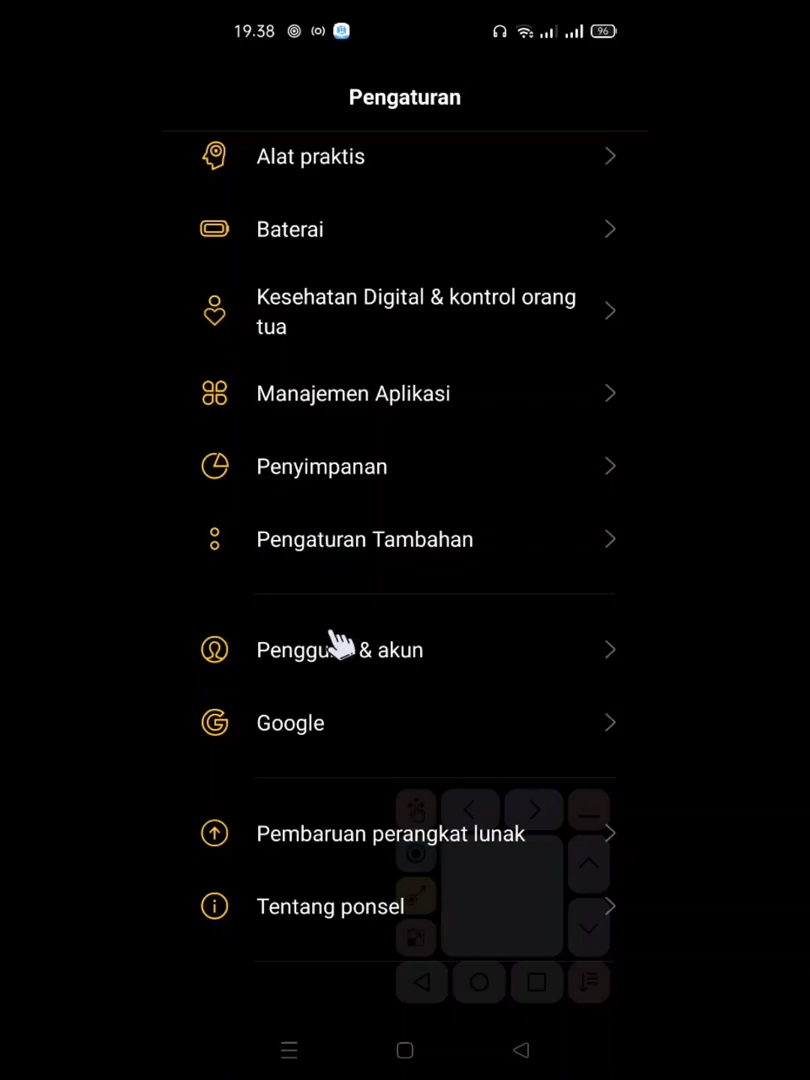 19.38
96
Pengaturan
Alat praktis
Baterai
Kesehatan Digital & kontrol orang
tua
Manajemen Aplikasi
Penyimpanan
Pengaturan Tambahan
& akun
Google
Pembaruan perangkat lunak
Tentang ponsel